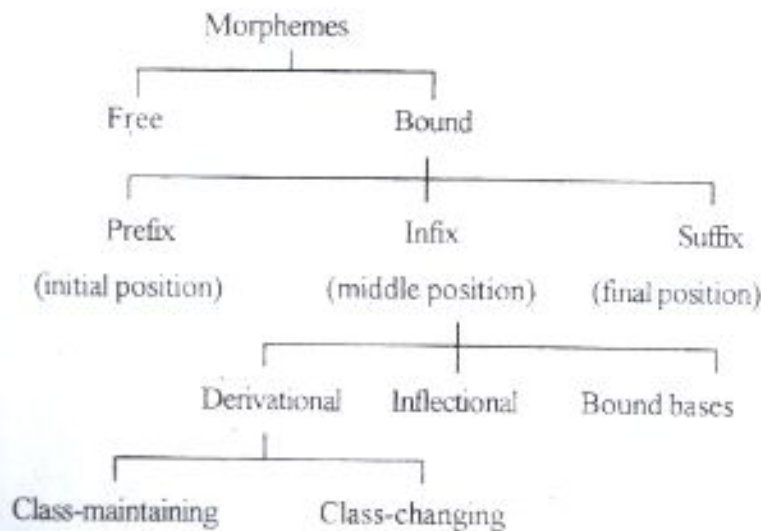 Morphemes
Free Bound
Prefix Infix Suffix
(initial position) (middle position) (final position)
Derivational Inflectional Bound bases
Class-maintaining Class-changing